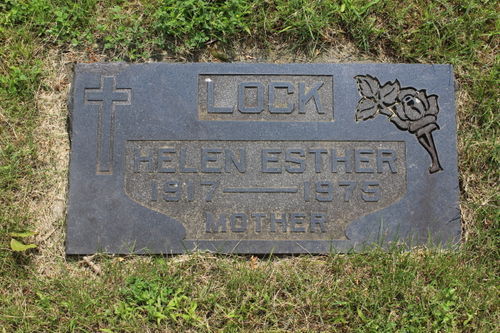 LOCK
HELEN ESTHER
1917 — 1975
MOTHER